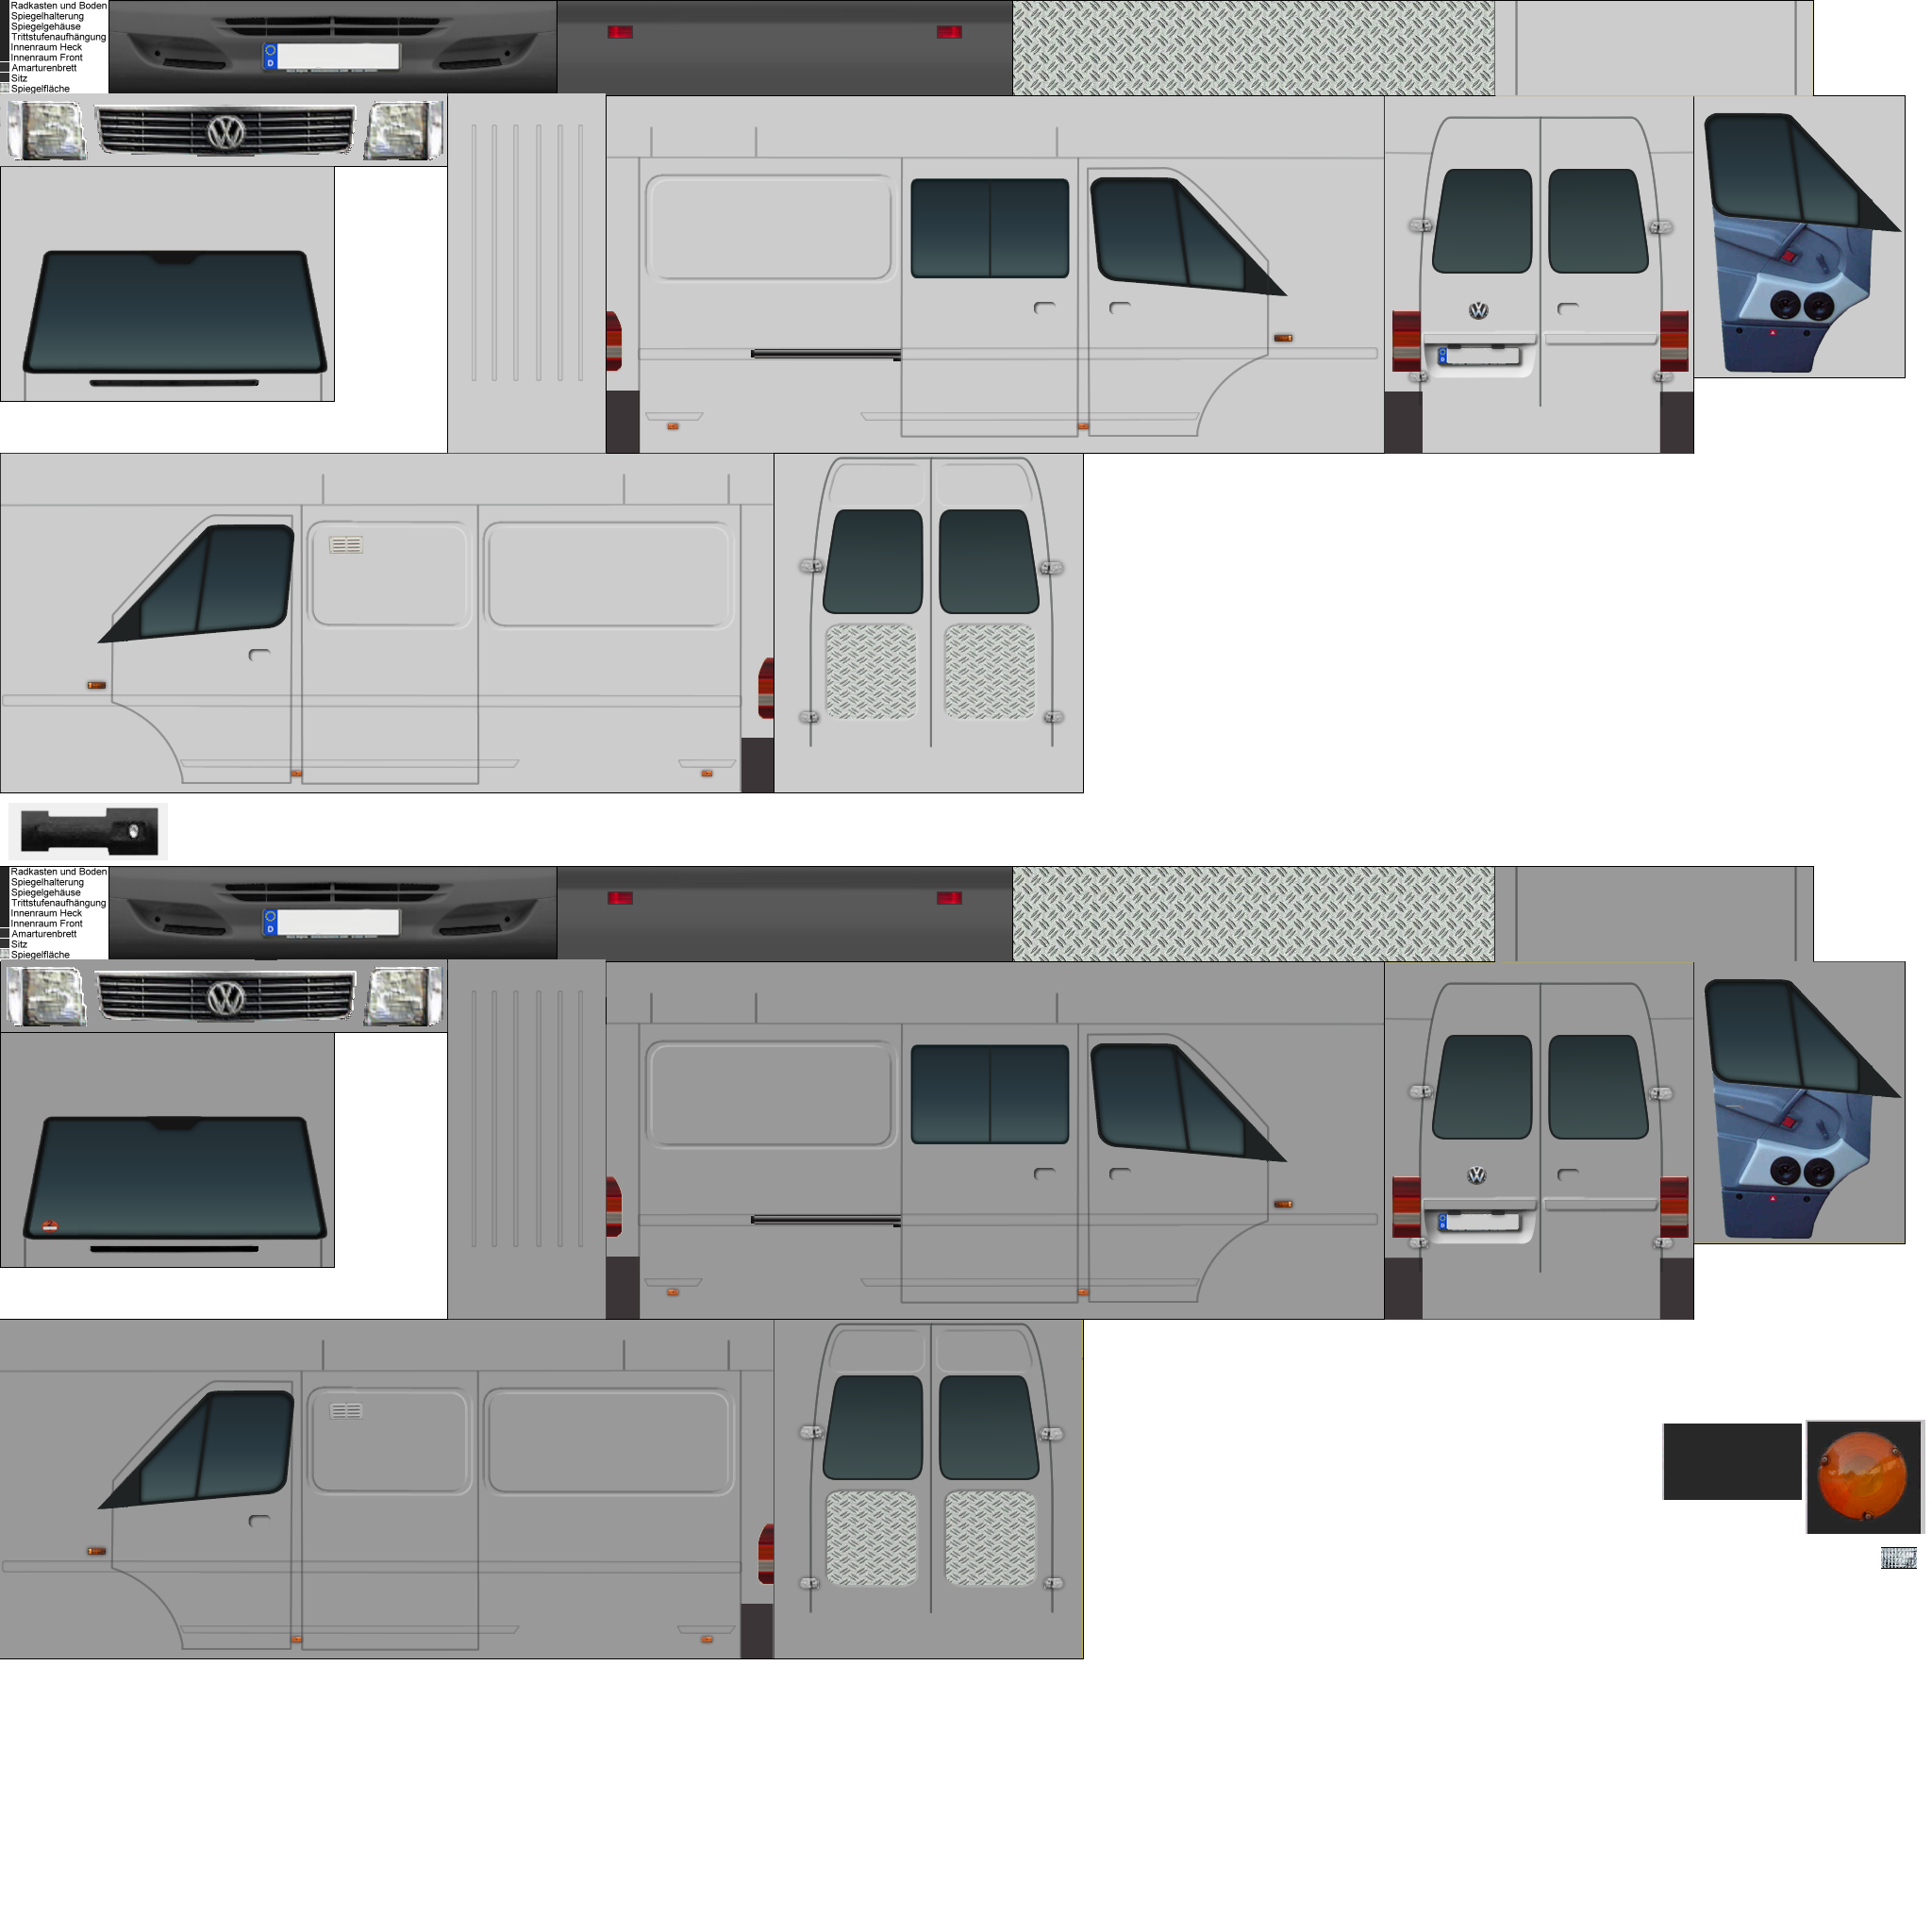 Radkasten und Boden
Spiegelhalterung
Spiegelgehäuse
Trittstufenaufhängung
Innenraum Heck
Innenraum Front
Amarturenbrett
Sitz
Spiegelfläche
D
Radkasten und Boden
Spiegelhalterung
Spiegelgehäuse
Trittstufenaufhängung
Innenraum Heck
Innenraum Front
Amarturenbrett
Sitz
Spiegelfläche
D